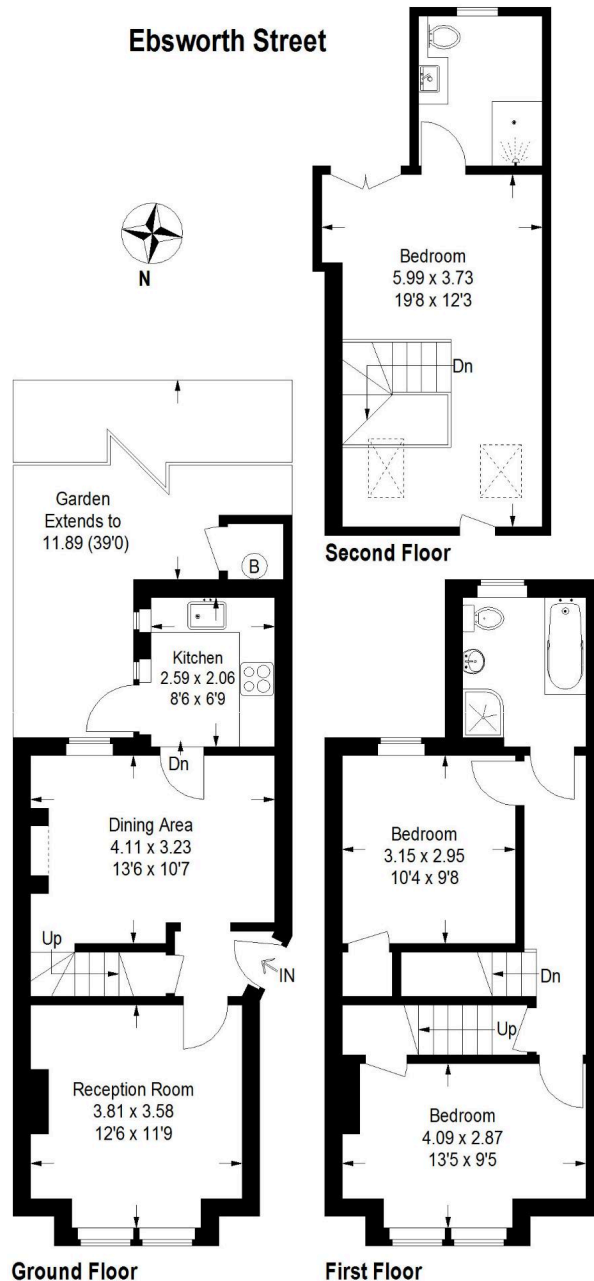 Ebsworth Street
N
Bedroom
5.99 x 3.73
19'8 x 12'3
Dn
Second Floor
Garden
Extends to
11.89 (39'0)
B
Kitchen
2.59 x 2.06
8'6 x 6'9
Dn
Dining Area
4.11 x 3.23
13'6 x 10'7
Up
IN
Reception Room
3.81 x 3.58
12'6 x 11'9
Ground Floor
Bedroom
3.15 x 2.95
10'4 x 9'8
Dn
Up
Bedroom
4.09 x 2.87
13'5 x 9'5
First Floor